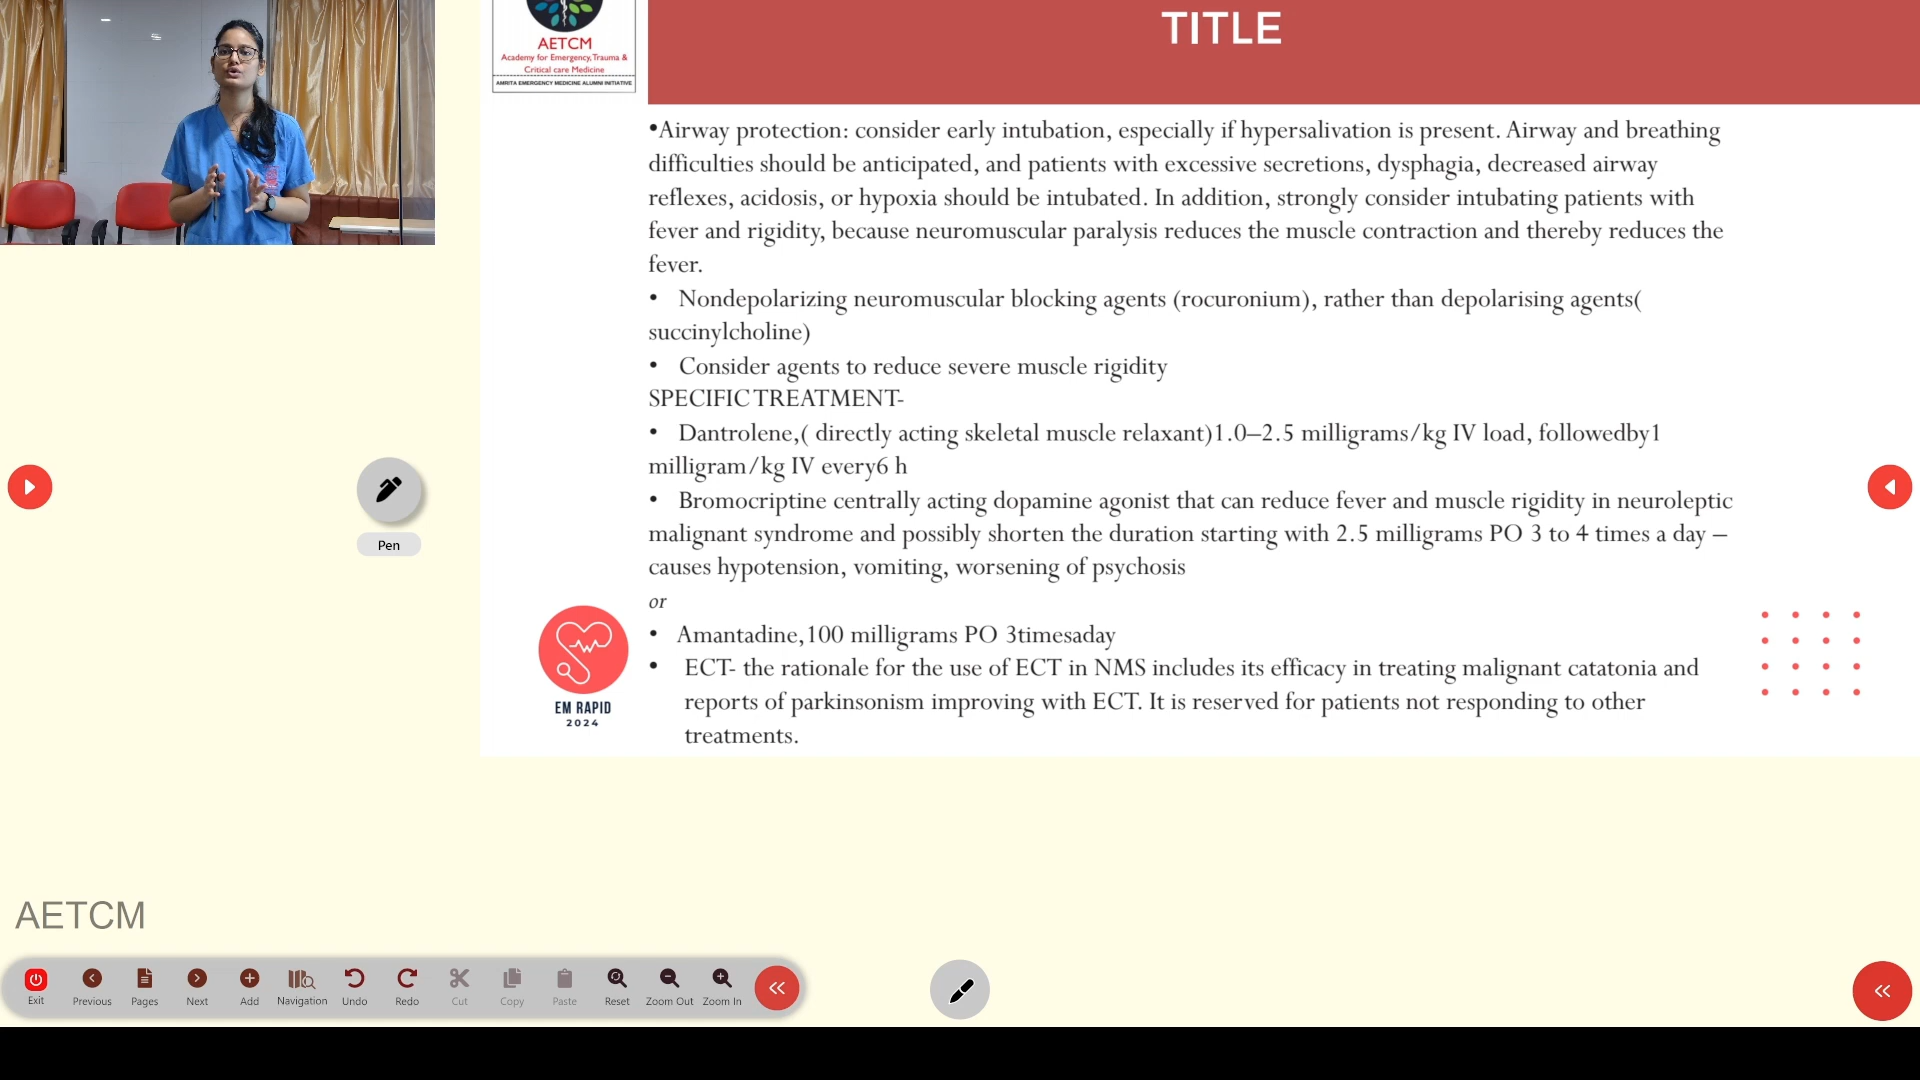 TITLE
AETCM
Academy for Emergency, Trauma &
Critical care Medicine
AMRITA EMERGENCY MEDICINE ALUMNI INITIATIVE
•Airway protection: consider early intubation, especially if hypersalivation is present. Airway and breathing
difficulties should be anticipated, and patients with excessive secretions, dysphagia, decreased airway
reflexes, acidosis, or hypoxia should be intubated. In addition, strongly consider intubating patients with
fever and rigidity, because neuromuscular paralysis reduces the muscle contraction and thereby reduces the
fever.
• Nondepolarizing neuromuscular blocking agents (rocuronium), rather than depolarising agents(
succinylcholine)
• Consider agents to reduce severe muscle rigidity
SPECIFIC TREATMENT-
• Dantrolene,( directly acting skeletal muscle relaxant)1.0–2.5 milligrams/kg IV load, followedby1
milligram/kg IV every6 h
• Bromocriptine centrally acting dopamine agonist that can reduce fever and muscle rigidity in neuroleptic
malignant syndrome and possibly shorten the duration starting with 2.5 milligrams PO 3 to 4 times a day –
causes hypotension, vomiting, worsening of psychosis
or
• Amantadine,100 milligrams PO 3timesaday
• ECT- the rationale for the use of ECT in NMS includes its efficacy in treating malignant catatonia and
reports of parkinsonism improving with ECT. It is reserved for patients not responding to other
treatments.
EM RAPID
2024
Pen
AETCM
Exit Previous Pages Next Add Navigation Undo Redo Cut Copy Paste Reset Zoom Out Zoom In